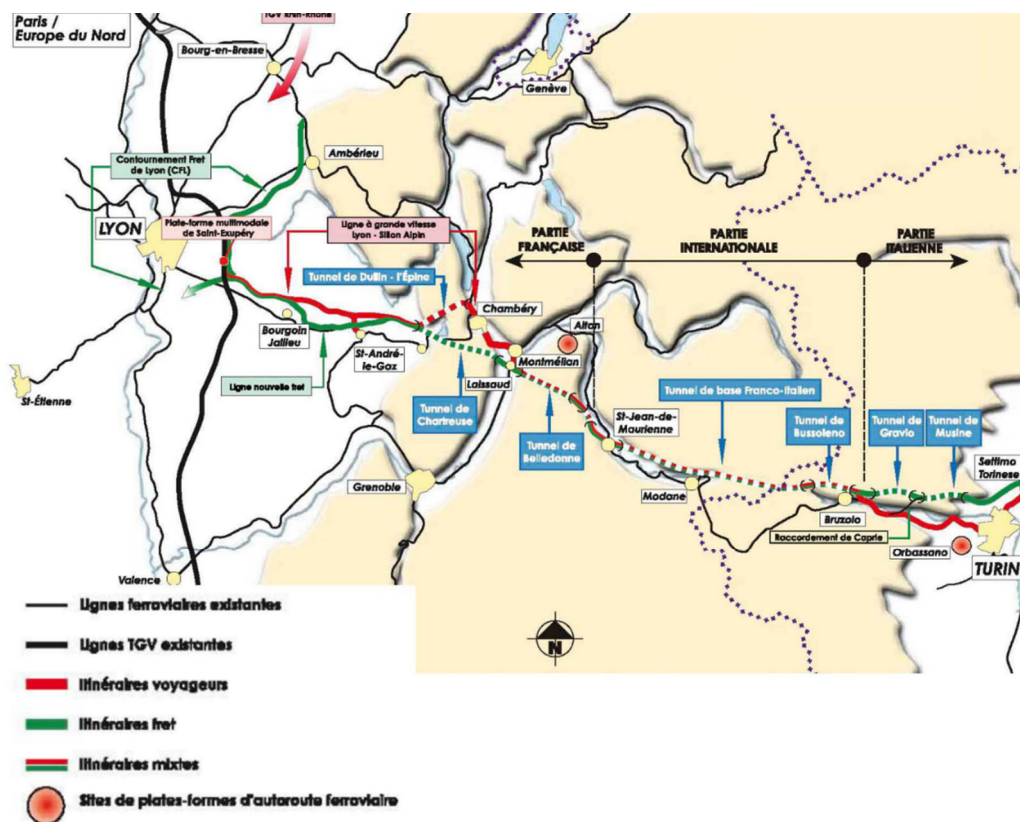 Paris /
Europe du Nord
TGV Rhin-Rhône
Bourg-en-Bresse
Genève
Contournement Fret
de Lyon (CFL)
Ambérieu
LYON
Plate-forme multimodale
de Saint-Exupéry
Ligne à grande vitesse
Lyon - Sillon Alpin
PARTIE
FRANÇAISE
PARTIE
INTERNATIONALE
PARTIE
ITALIENNE
Tunnel de Dullin - l'Épine
Chambéry
Aiton
Bourgoin
Jallieu
St-André-
le-Gaz
Montmélian
Laissaud
Ligne nouvelle fret
St-Étienne
Tunnel de
Chartreuse
Tunnel de
Belledonne
St-Jean-de-
Maurienne
Tunnel de base Franco-Italien
Tunnel de
Bussoleno
Tunnel de
Gravio
Tunnel de
Musine
Settimo
Torinese
Grenoble
Modane
Bruzolo
Raccordement de Caprie
Orbassano
TURIN
Valence
N
Lignes ferroviaires existantes
Lignes TGV existantes
Itinéraires voyageurs
Itinéraires fret
Itinéraires mixtes
Sites de plates-formes d'autoroute ferroviaire